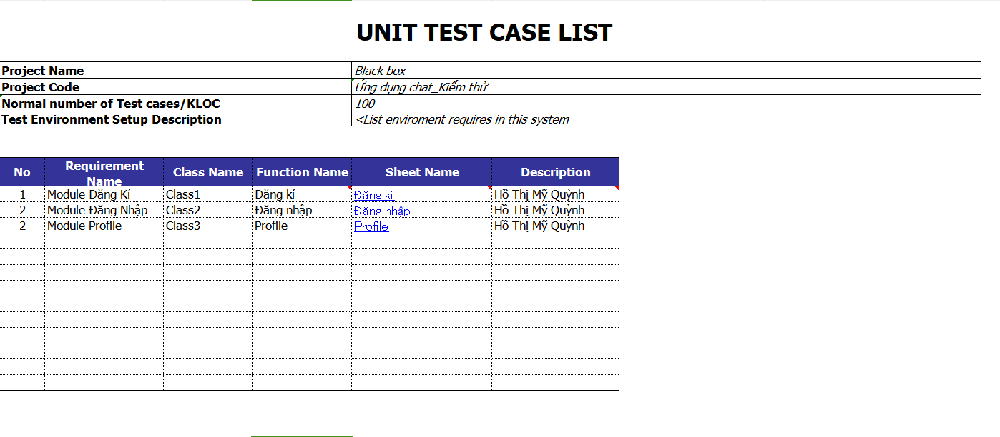 UNIT TEST CASE LIST
Project Name Black box
Project Code Ứng dụng chat_Kiểm thử
Normal number of Test cases/KLOC 100
Test Environment Setup Description <List enviroment requires in this system
No Requirement Name Class Name Function Name Sheet Name Description
1 Module Đăng Kí Class1 Đăng kí Đăng kí Hồ Thị Mỹ Quỳnh
2 Module Đăng Nhập Class2 Đăng nhập Đăng nhập Hồ Thị Mỹ Quỳnh
2 Module Profile Class3 Profile Profile Hồ Thị Mỹ Quỳnh